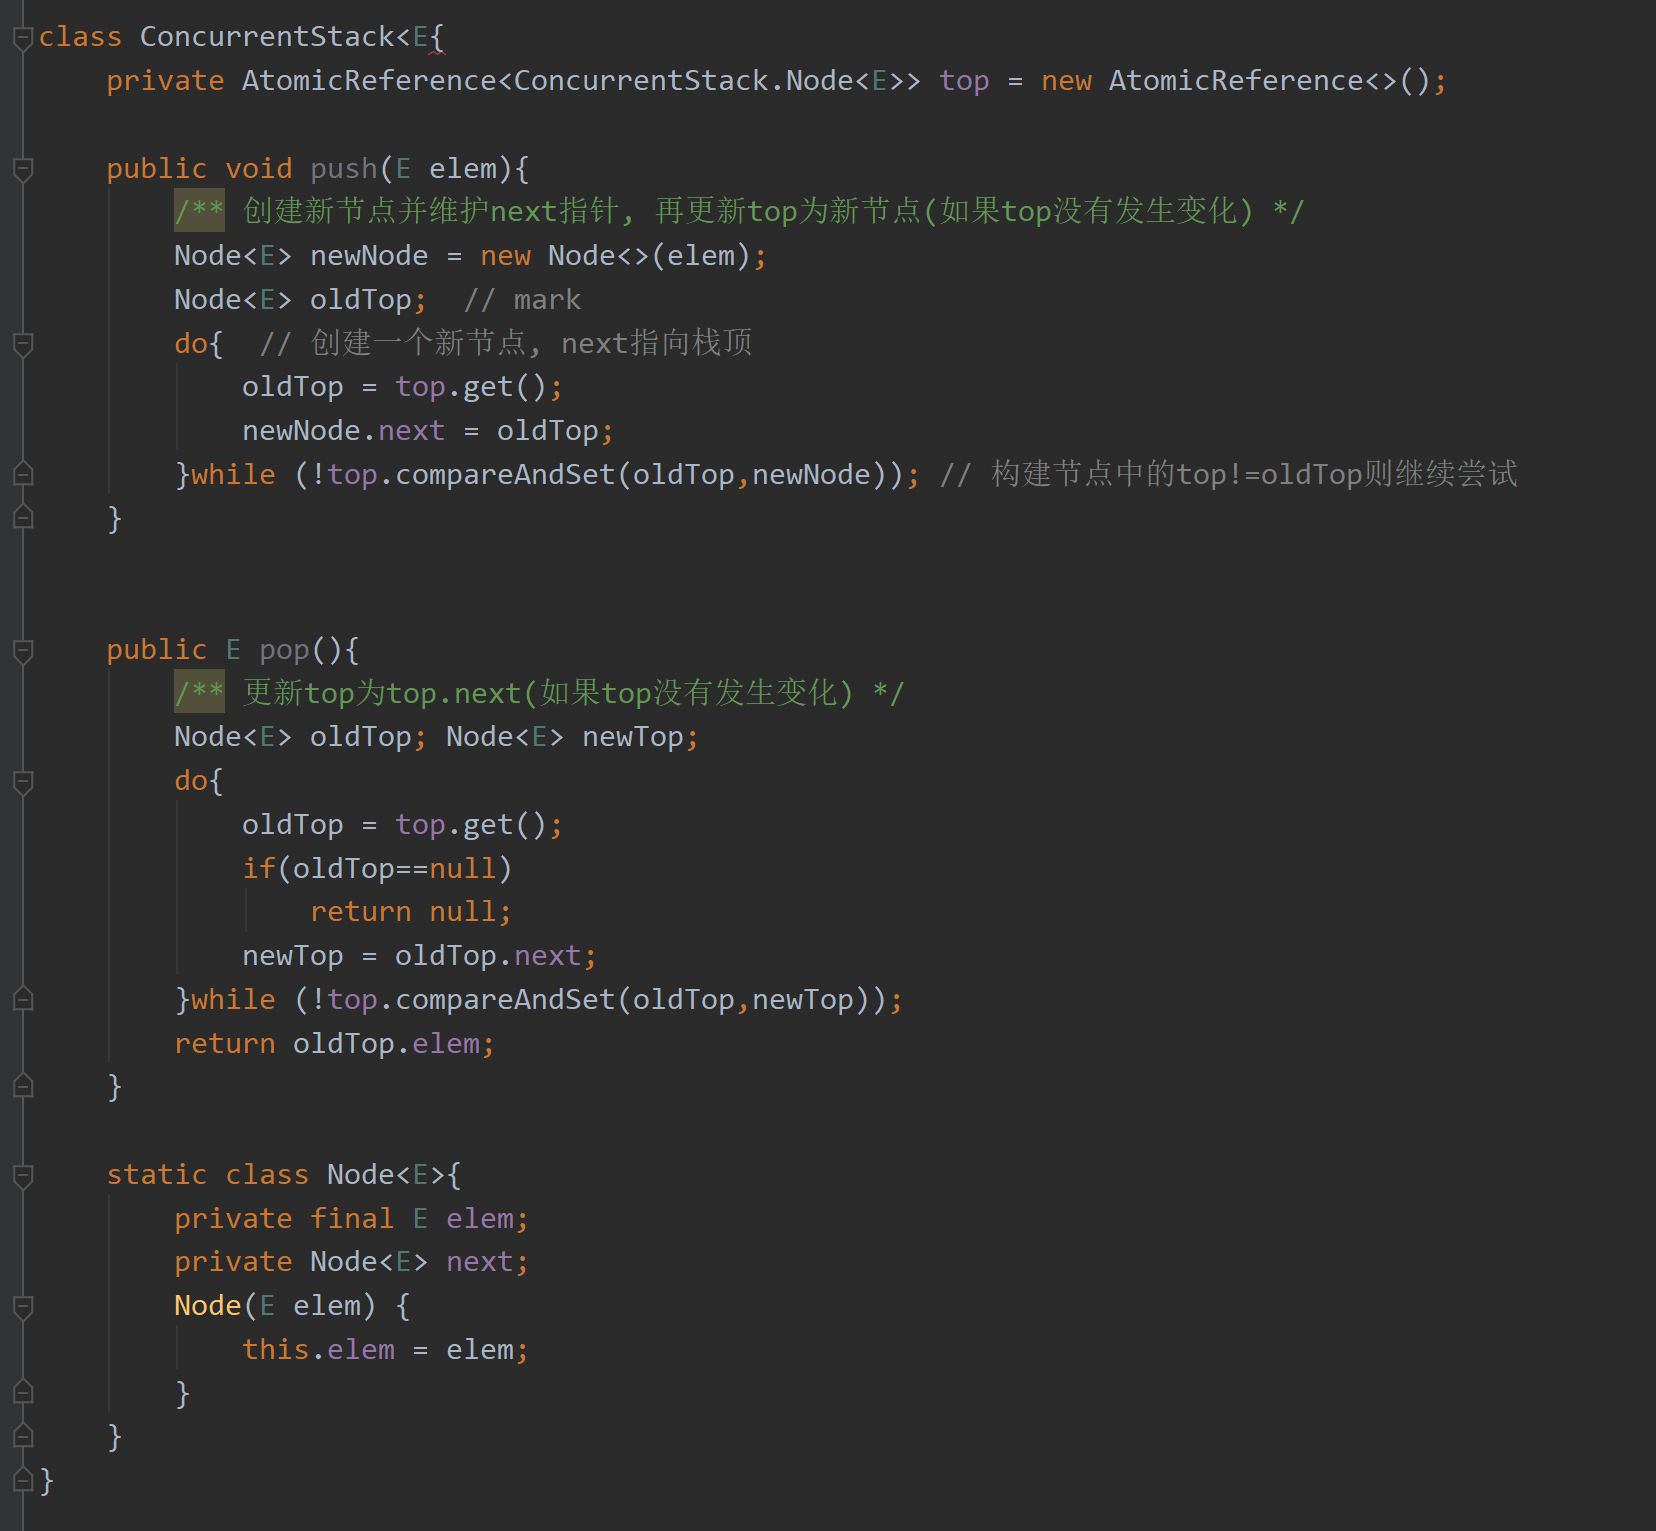 class ConcurrentStack<E{
private AtomicReference<ConcurrentStack.Node<E>> top = new AtomicReference<>();
public void push(E elem){
/** 创建新节点并维护next指针, 再更新top为新节点(如果top没有发生变化) */
Node<E> newNode = new Node<>(elem);
Node<E> oldTop;  // mark
do{  // 创建一个新节点, next指向栈顶
oldTop = top.get();
newNode.next = oldTop;
}while (!top.compareAndSet(oldTop,newNode)); // 构建节点中的top!=oldTop则继续尝试
}
public E pop(){
/** 更新top为top.next(如果top没有发生变化) */
Node<E> oldTop; Node<E> newTop;
do{
oldTop = top.get();
if(oldTop==null)
return null;
newTop = oldTop.next;
}while (!top.compareAndSet(oldTop,newTop));
return oldTop.elem;
}
static class Node<E>{
private final E elem;
private Node<E> next;
Node(E elem) {
this.elem = elem;
}
}
}